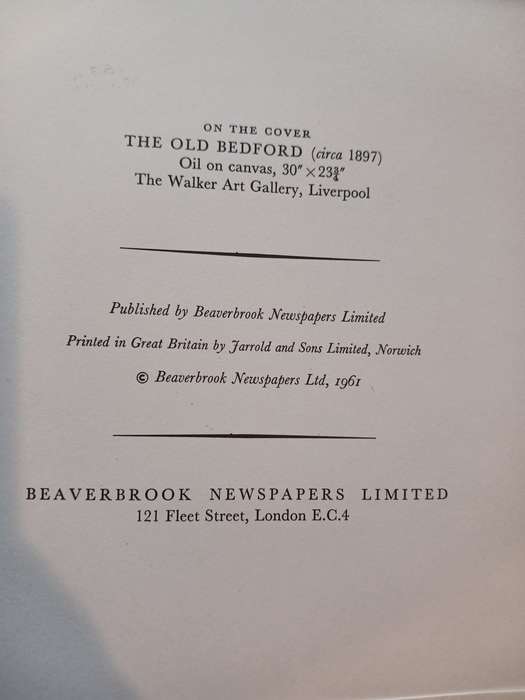 ON THE COVER
THE OLD BEDFORD (circa 1897)
Oil on canvas, 30″ × 23¾″
The Walker Art Gallery, Liverpool
Published by Beaverbrook Newspapers Limited
Printed in Great Britain by Jarrold and Sons Limited, Norwich
© Beaverbrook Newspapers Ltd, 1961
BEAVERBROOK NEWSPAPERS LIMITED
121 Fleet Street, London E.C.4